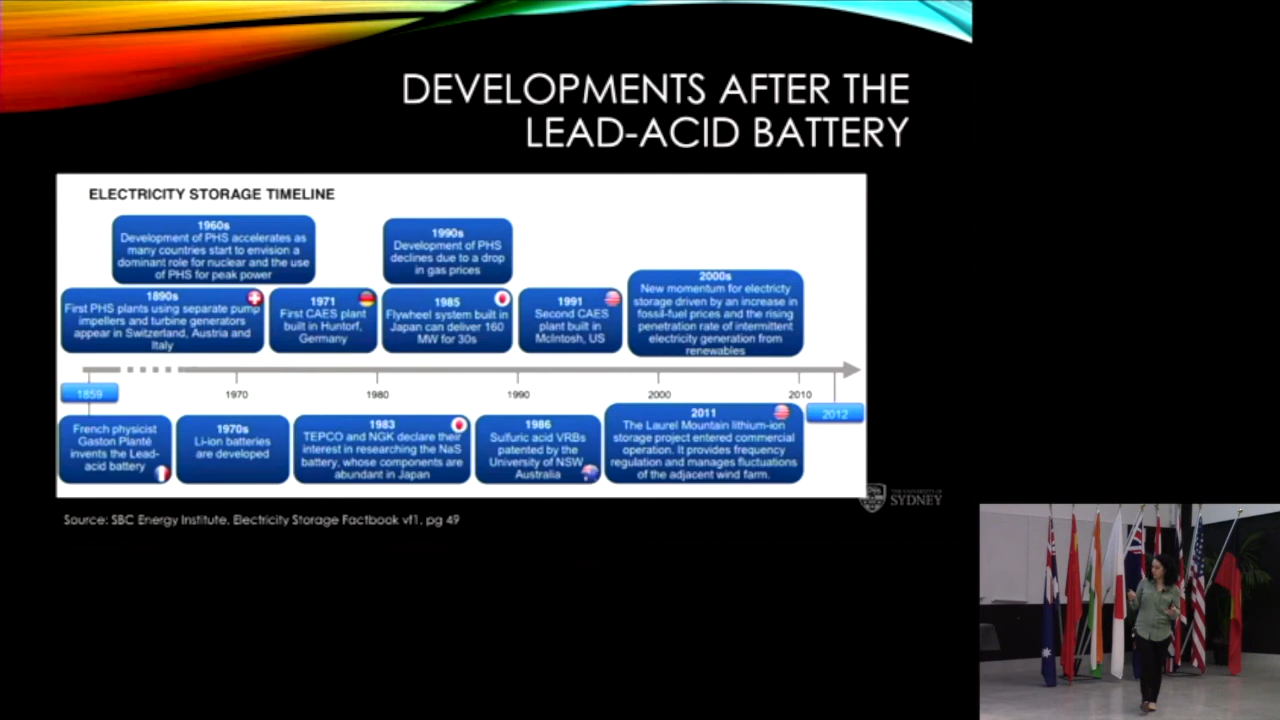 DEVELOPMENTS AFTER THE
LEAD-ACID BATTERY
ELECTRICITY STORAGE TIMELINE
1960s
Development of PHS accelerates as
many countries start to envision a
dominant role for nuclear and the use
of PHS for peak power
1990s
Development of PHS
declines due to a drop
in gas prices
1890s
First PHS plants using separate pump
impellers and turbine generators
appear in Switzerland, Austria and
Italy
1971
First CAES plant
built in Huntorf,
Germany
1985
Flywheel system built in
Japan can deliver 160
MW for 30s
1991
Second CAES
plant built in
McIntosh, US
2000s
New momentum for electricity
storage driven by an increase in
fossil-fuel prices and the rising
penetration rate of intermittent
electricity generation from
renewables
1859
1970
1980
1990
2000
2010
2012
French physicist
Gaston Planté
invents the Lead-
acid battery
1970s
Li-ion batteries
are developed
1983
TEPCO and NGK declare their
interest in researching the NaS
battery, whose components are
abundant in Japan
1986
Sulfuric acid VRBs
patented by the
University of NSW
Australia
2011
The Laurel Mountain lithium-ion
storage project entered commercial
operation. It provides frequency
regulation and manages fluctuations
of the adjacent wind farm.
THE UNIVERSITY OF
SYDNEY
Source: SBC Energy Institute. Electricity Storage Factbook vf1, pg 49